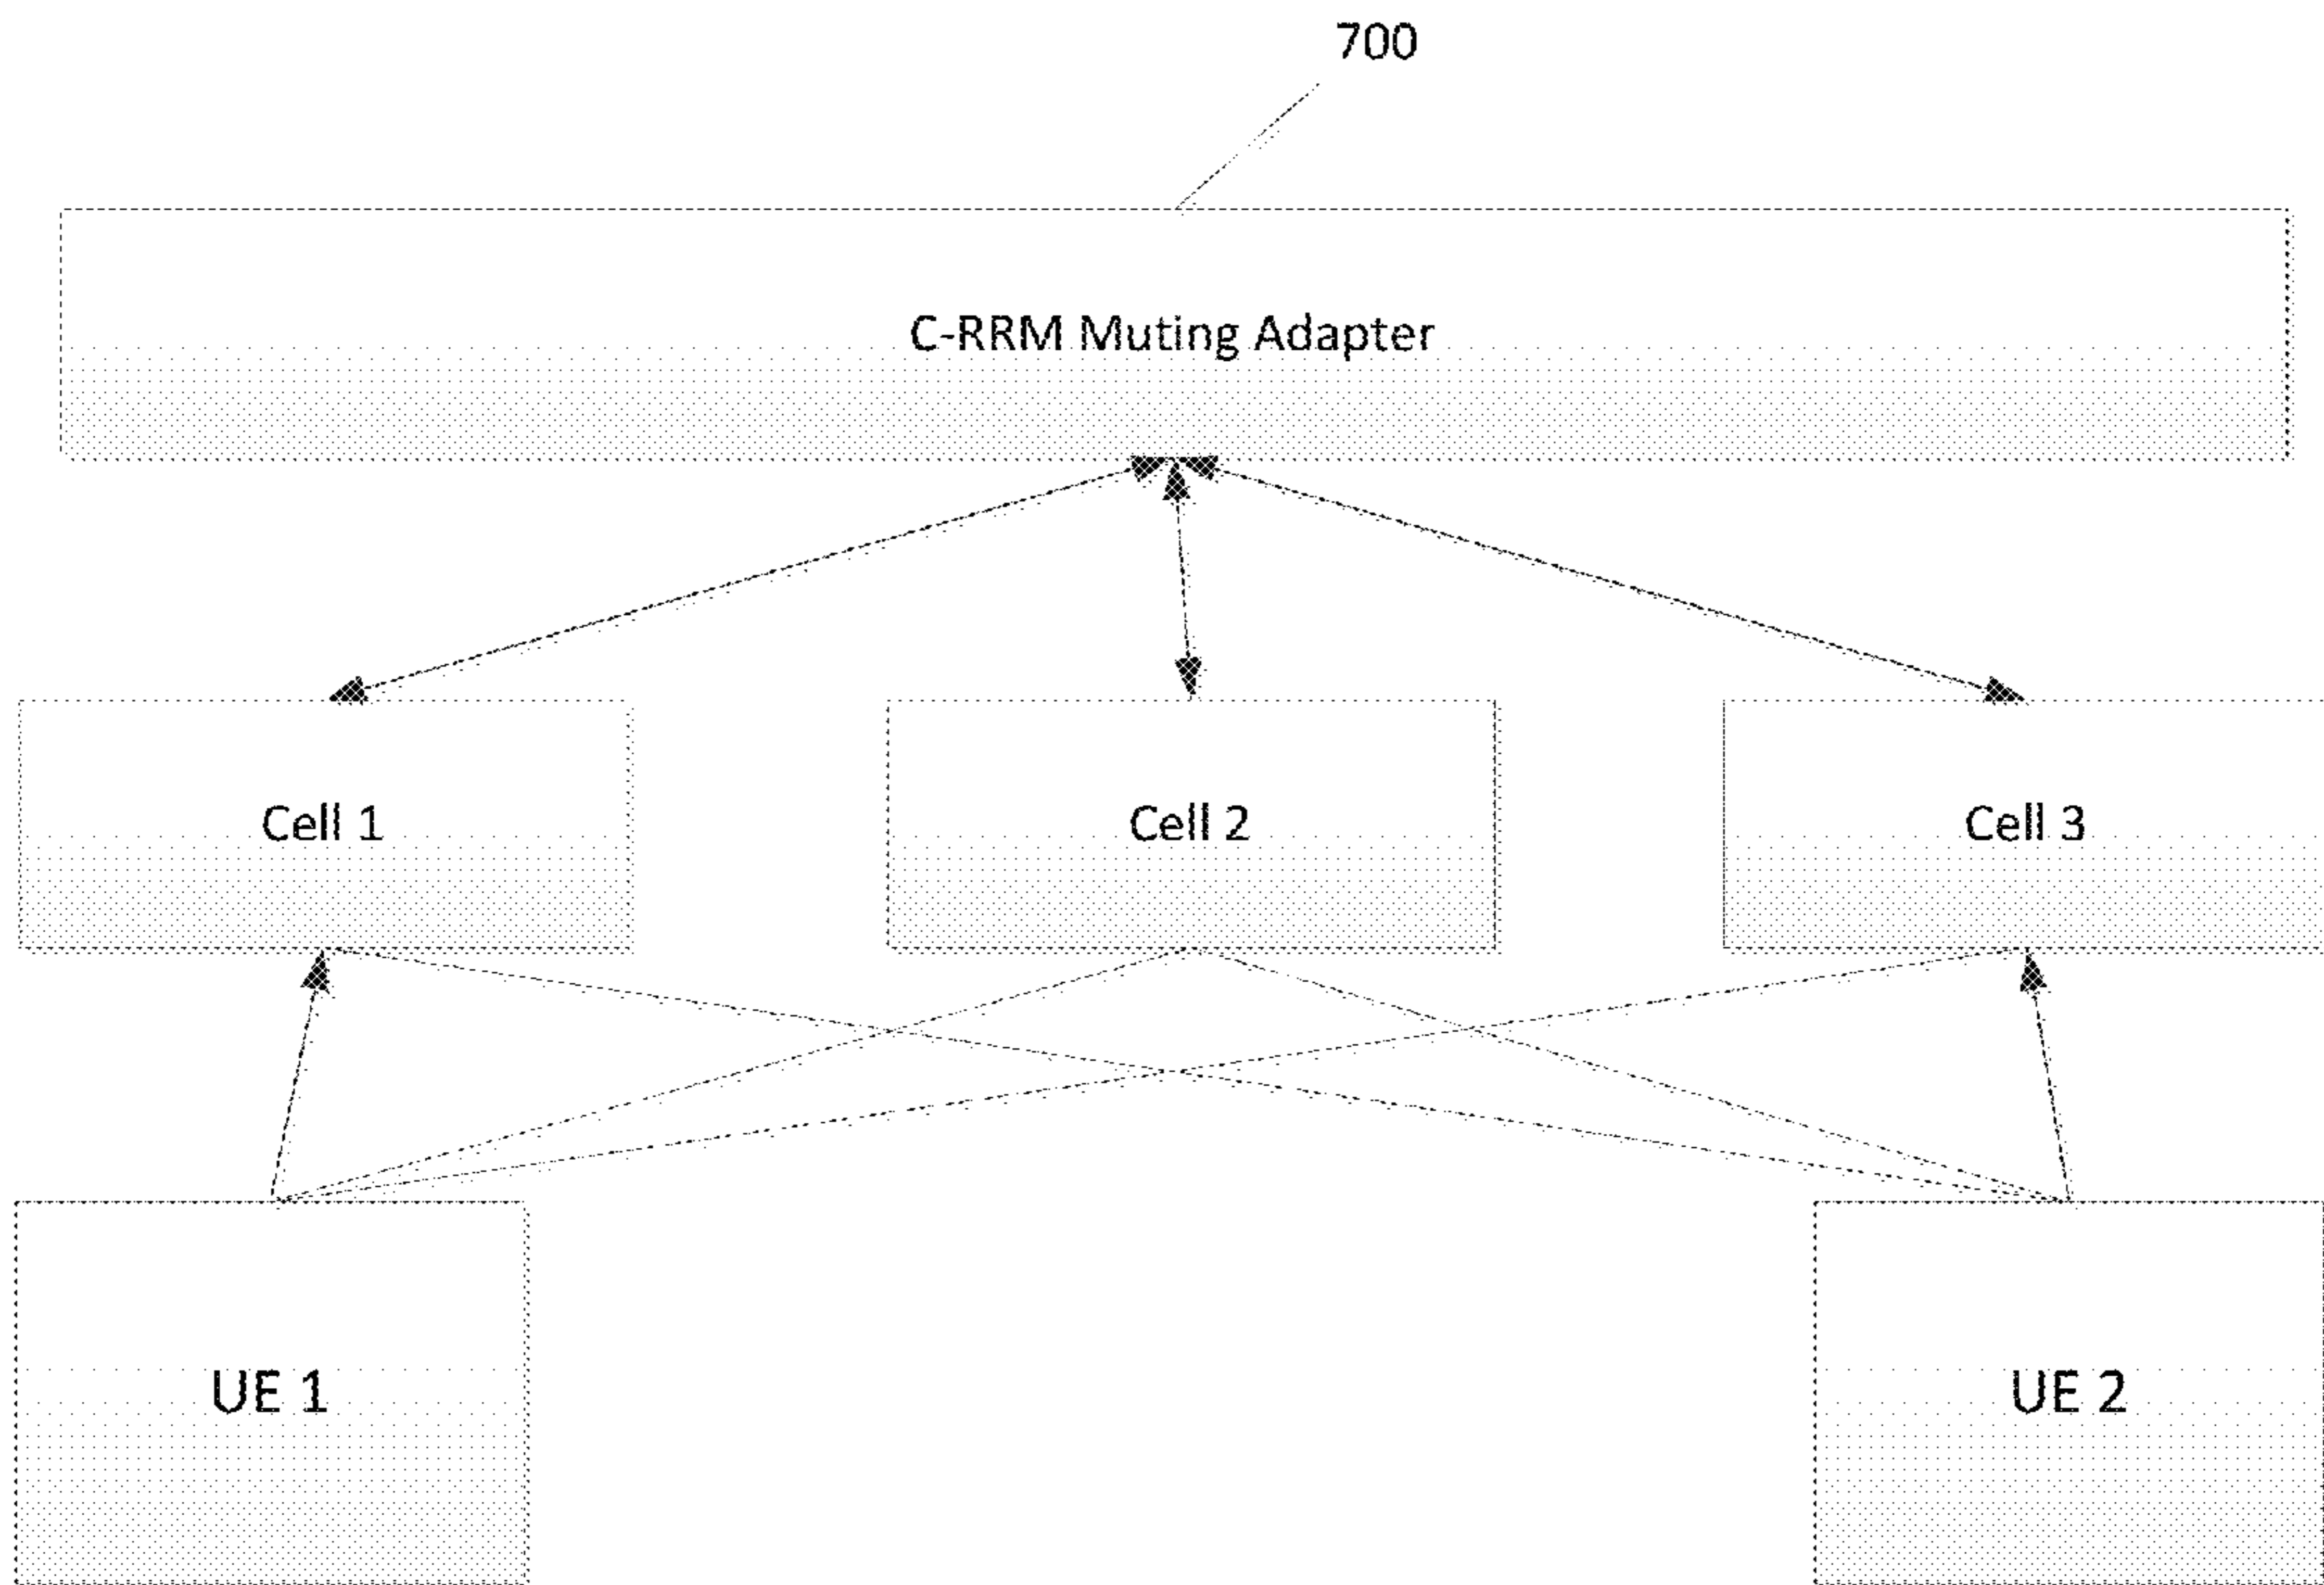 700
C-RRM Muting Adapter
Cell 1
Cell 2
Cell 3
UE 1
UE 2